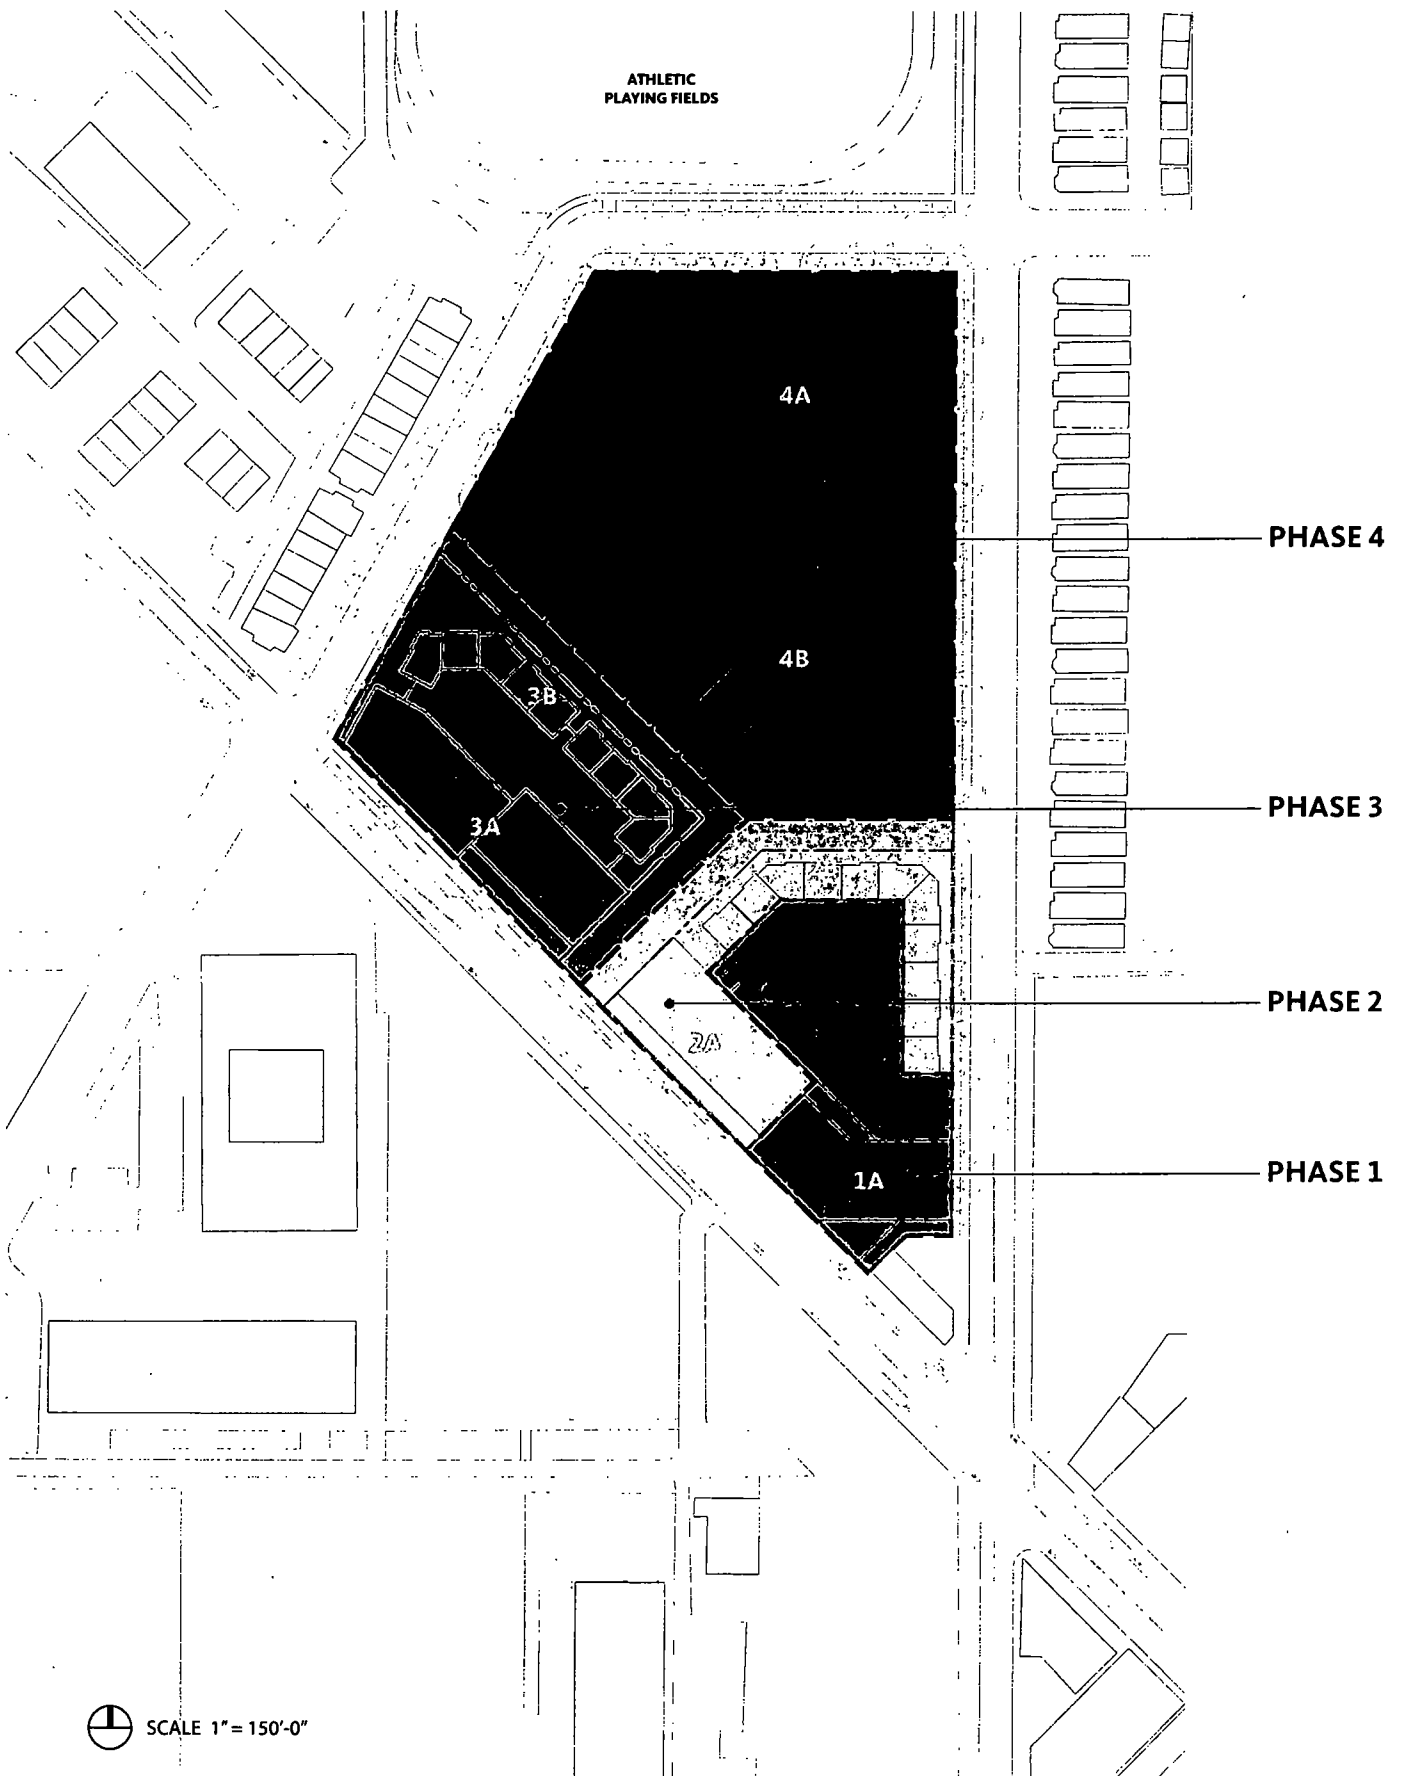 ATHLETIC
PLAYING FIELDS
4A
PHASE 4
4B
3B
PHASE 3
3A
PHASE 2
2A
PHASE 1
1A
SCALE 1" = 150'-0"